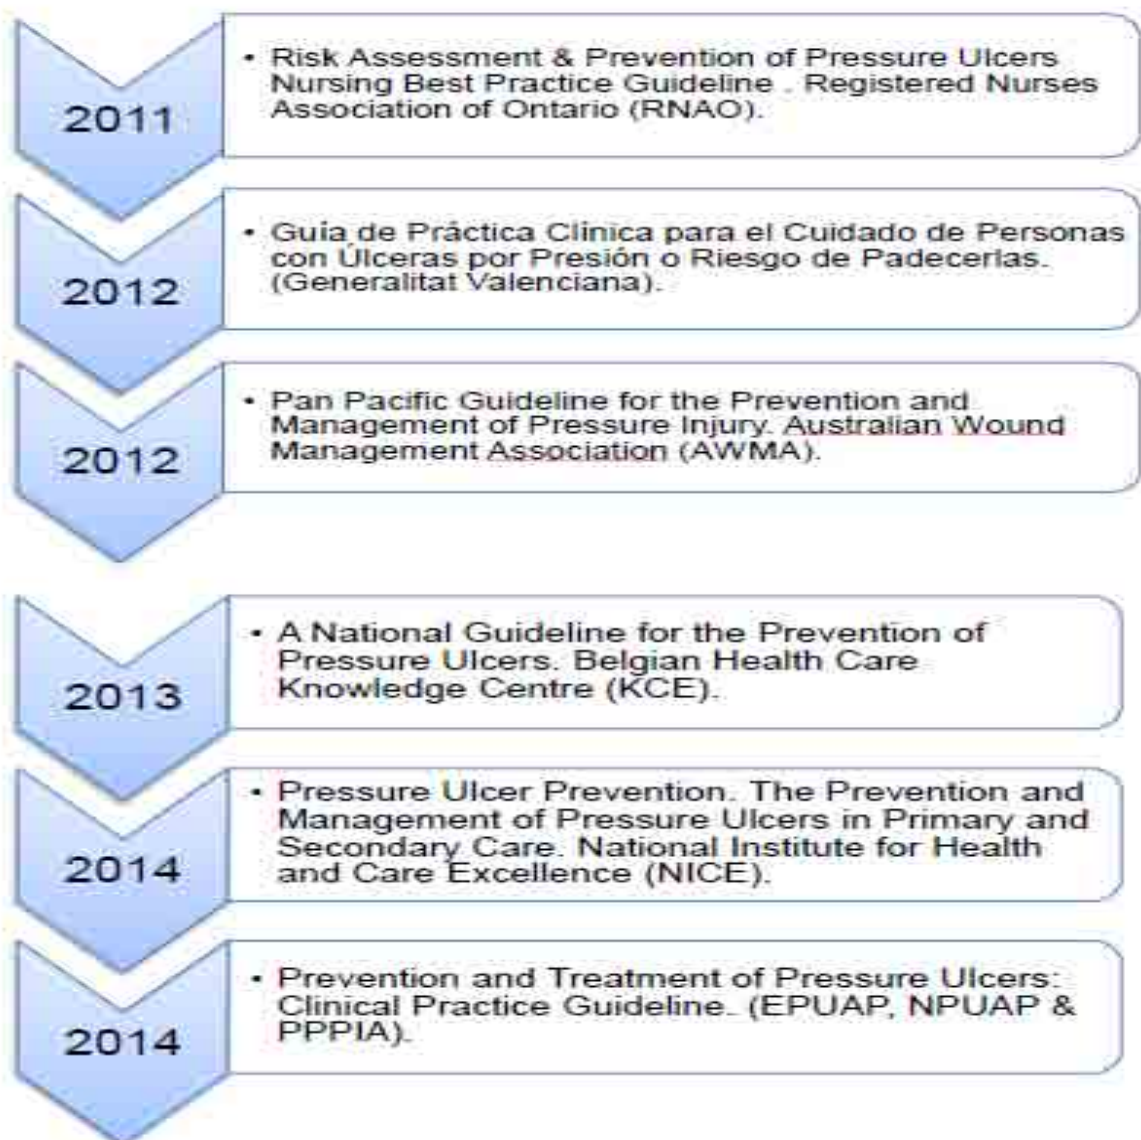 2011
• Risk Assessment & Prevention of Pressure Ulcers
Nursing Best Practice Guideline . Registered Nurses
Association of Ontario (RNAO).
2012
• Guía de Práctica Clínica para el Cuidado de Personas
con Úlceras por Presión o Riesgo de Padecerlas.
(Generalitat Valenciana).
2012
• Pan Pacific Guideline for the Prevention and
Management of Pressure Injury. Australian Wound
Management Association (AWMA).
2013
• A National Guideline for the Prevention of
Pressure Ulcers. Belgian Health Care
Knowledge Centre (KCE).
2014
• Pressure Ulcer Prevention. The Prevention and
Management of Pressure Ulcers in Primary and
Secondary Care. National Institute for Health
and Care Excellence (NICE).
2014
• Prevention and Treatment of Pressure Ulcers:
Clinical Practice Guideline. (EPUAP, NPUAP &
PPPIA).